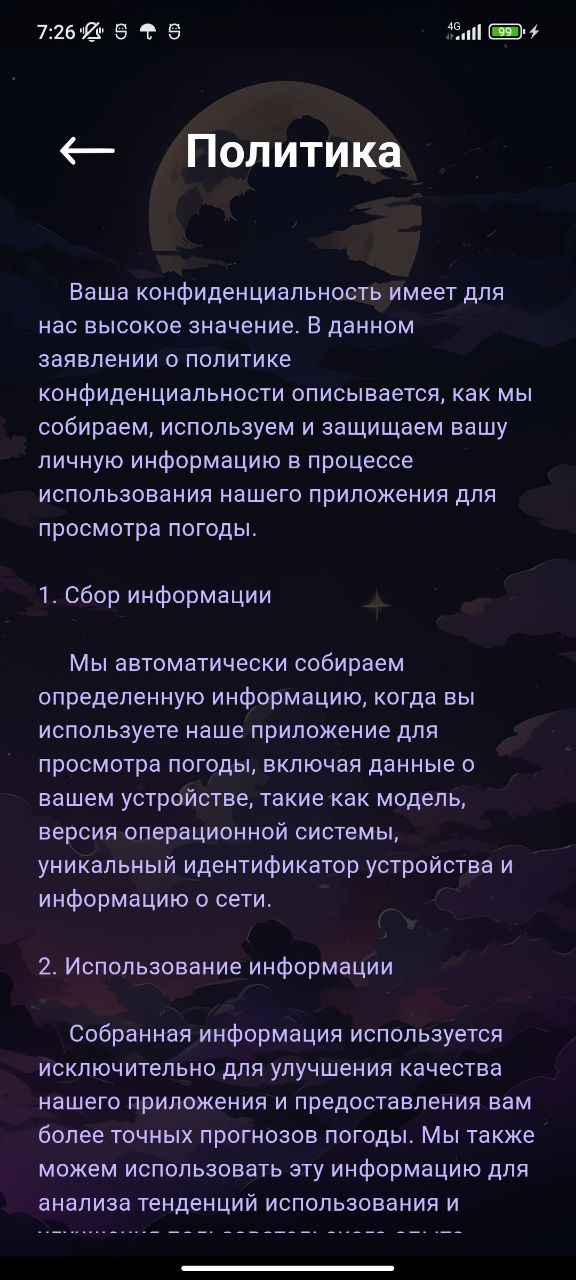 7:26
4G
99
Политика
Ваша конфиденциальность имеет для
нас высокое значение. В данном
заявлении о политике
конфиденциальности описывается, как мы
собираем, используем и защищаем вашу
личную информацию в процессе
использования нашего приложения для
просмотра погоды.
1. Сбор информации
Мы автоматически собираем
определенную информацию, когда вы
используете наше приложение для
просмотра погоды, включая данные о
вашем устройстве, такие как модель,
версия операционной системы,
уникальный идентификатор устройства и
информацию о сети.
2. Использование информации
Собранная информация используется
исключительно для улучшения качества
нашего приложения и предоставления вам
более точных прогнозов погоды. Мы также
можем использовать эту информацию для
анализа тенденций использования и